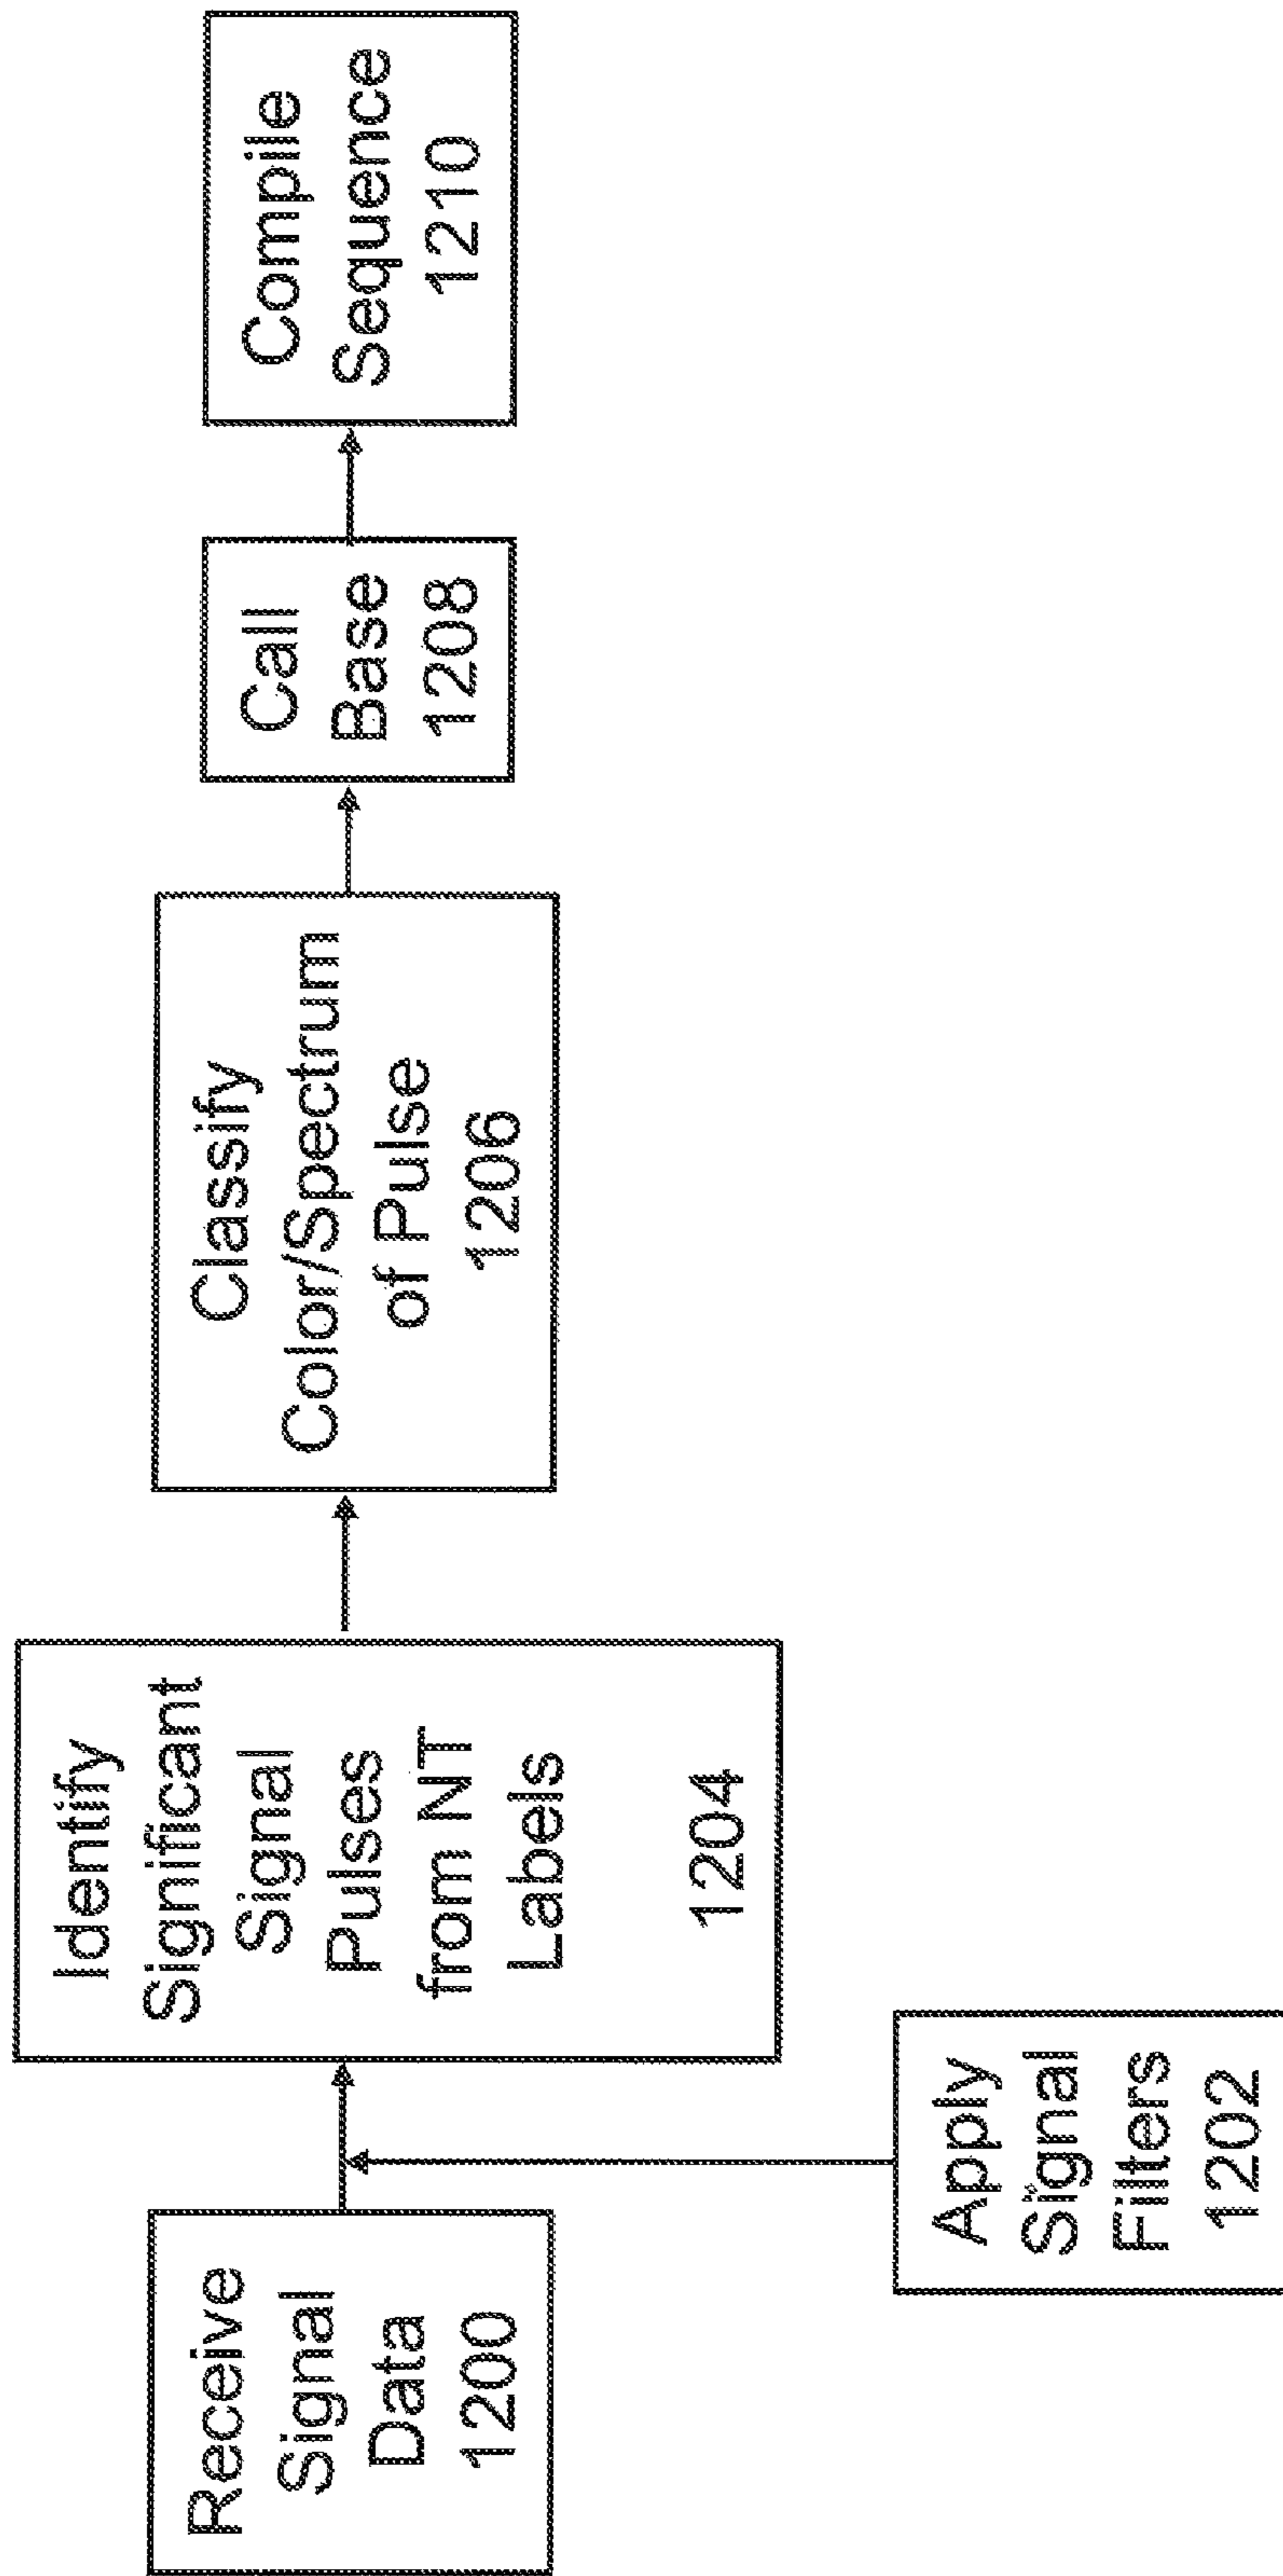 Receive
Signal
Data
1200
Apply
Signal
Filters
1202
Identify
Significant
Signal
Pulses
from NT
Labels
1204
Classify
Color/Spectrum
of Pulse
1206
Call
Base
1208
Compile
Sequence
1210